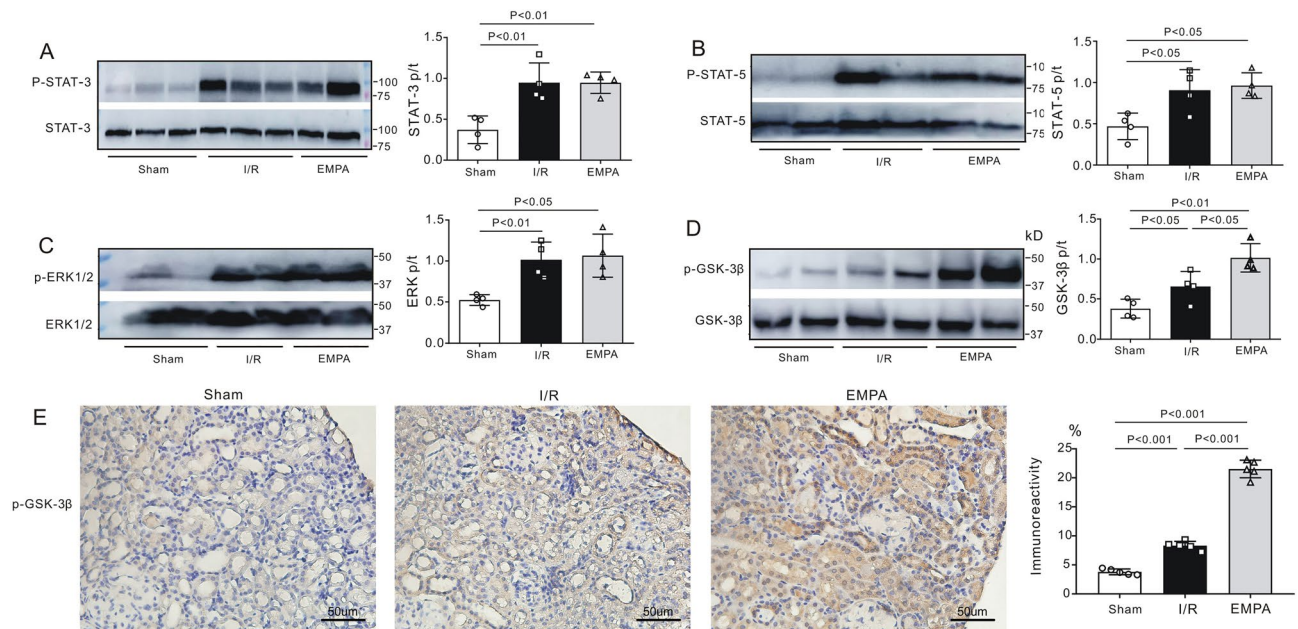 A
P-STAT-3
STAT-3
-100
-75
-100
-75
Sham
I/R
EMPA
P<0.01
P<0.01
STAT-3 p/t
1.5
1.0
0.5
0.0
Sham
I/R
EMPA
B
P-STAT-5
STAT-5
10
75
10
75
Sham
I/R
EMPA
P<0.05
P<0.05
STAT-5 p/t
1.5
1.0
0.5
0.0
Sham
I/R
EMPA
C
p-ERK1/2
ERK1/2
-50
-37
-50
-37
Sham
I/R
EMPA
P<0.05
P<0.01
ERK p/t
1.5
1.0
0.5
0.0
Sham
I/R
EMPA
D
kD
p-GSK-3β
GSK-3β
50
37
50
37
Sham
I/R
EMPA
P<0.01
P<0.05
P<0.05
GSK-3β p/t
1.5
1.0
0.5
0.0
Sham
I/R
EMPA
E
Sham
I/R
EMPA
p-GSK-3β
50um
50um
50um
P<0.001
%
P<0.001
P<0.001
Immunoreactivity
25
20
15
10
5
0
Sham
I/R
EMPA